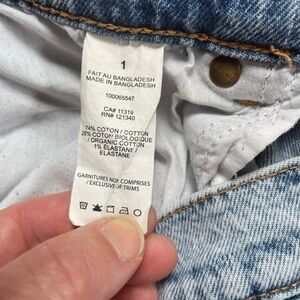 1
FAIT AU BANGLADESH
MADE IN BANGLADESH
100065547
CA# 11319
RN# 121340
74% COTON / COTTON
25% COTON BIOLOGIQUE
/ ORGANIC COTTON
1% ÉLASTANE /
ELASTANE
GARNITURES NON COMPRISES
/ EXCLUSIVE OF TRIMS